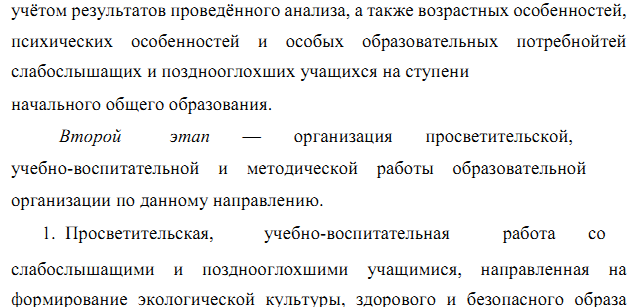 учётом результатов проведённого анализа, а также возрастных особенностей,
психических особенностей и особых образовательных потребнойтей
слабослышащих и позднооглохших учащихся на ступени
начального общего образования.
Второй этап — организация просветительской,
учебно-воспитательной и методической работы образовательной
организации по данному направлению.
1. Просветительская, учебно-воспитательная работа со
слабослышащими и позднооглохшими учащимися, направленная на
формирование экологической культуры, здорового и безопасного образа